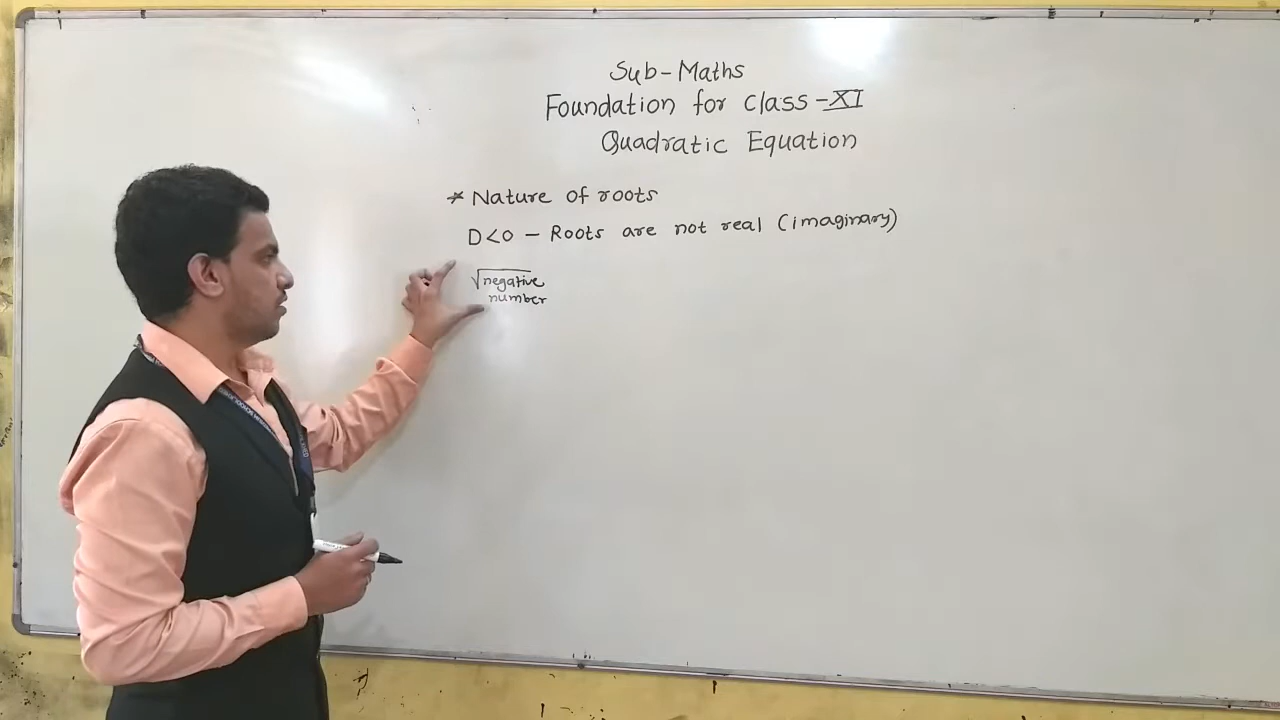 Sub-Maths
Foundation for class-XI
Quadratic Equation
* Nature of roots
D<0 - Roots are not real (imaginary)
√negative
number